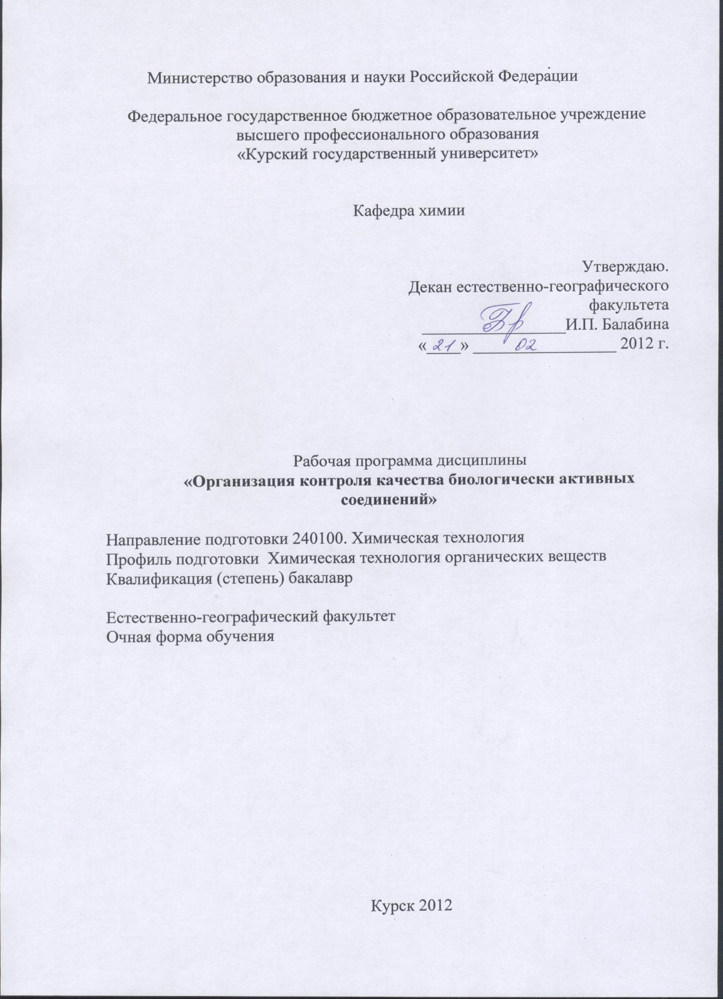 Министерство образования и науки Российской Федерации
Федеральное государственное бюджетное образовательное учреждение
высшего профессионального образования
«Курский государственный университет»
Кафедра химии
Утверждаю.
Декан естественно-географического
факультета
И.П. Балабина
«21» 02 2012 г.
Рабочая программа дисциплины
«Организация контроля качества биологически активных
соединений»
Направление подготовки 240100. Химическая технология
Профиль подготовки Химическая технология органических веществ
Квалификация (степень) бакалавр
Естественно-географический факультет
Очная форма обучения
Курск 2012